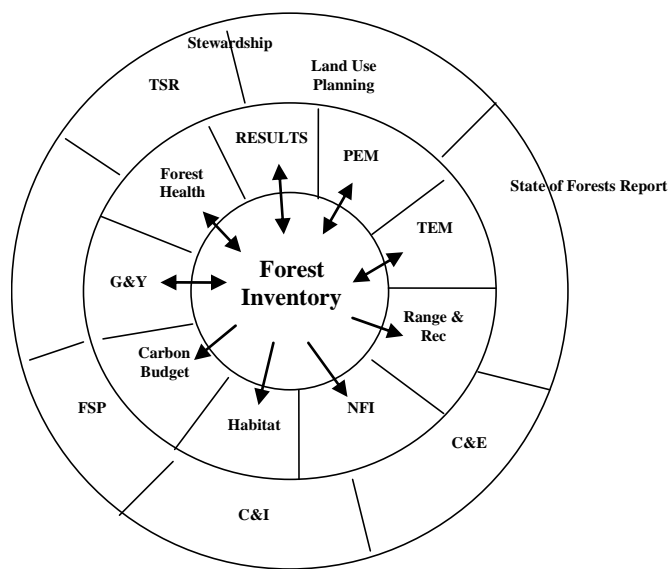 Stewardship
Land Use
Planning
TSR
RESULTS
PEM
Forest
Health
State of Forests Report
TEM
Forest
Inventory
G&Y
Range &
Rec
Carbon
Budget
FSP
Habitat
NFI
C&E
C&I